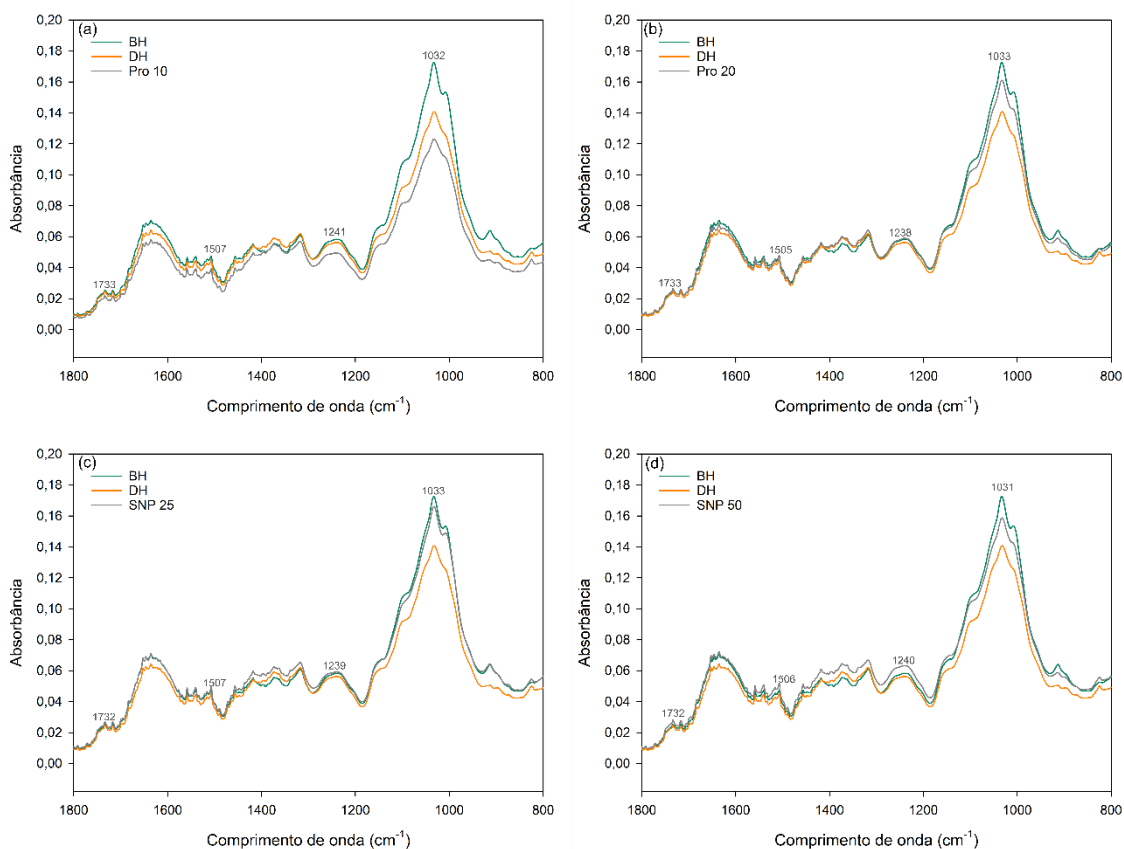 (a)
BH
DH
Pro 10
1032
1241
1507
1733
0,20
0,18
0,16
0,14
0,12
0,10
0,08
0,06
0,04
0,02
0,00
Absorbância
1800 1600 1400 1200 1000 800
Comprimento de onda (cm⁻¹)
(b)
BH
DH
Pro 20
1033
1238
1505
1733
0,20
0,18
0,16
0,14
0,12
0,10
0,08
0,06
0,04
0,02
0,00
Absorbância
1800 1600 1400 1200 1000 800
Comprimento de onda (cm⁻¹)
(c)
BH
DH
SNP 25
1033
1239
1507
1732
0,20
0,18
0,16
0,14
0,12
0,10
0,08
0,06
0,04
0,02
0,00
Absorbância
1800 1600 1400 1200 1000 800
Comprimento de onda (cm⁻¹)
(d)
BH
DH
SNP 50
1031
1240
1506
1732
0,20
0,18
0,16
0,14
0,12
0,10
0,08
0,06
0,04
0,02
0,00
Absorbância
1800 1600 1400 1200 1000 800
Comprimento de onda (cm⁻¹)